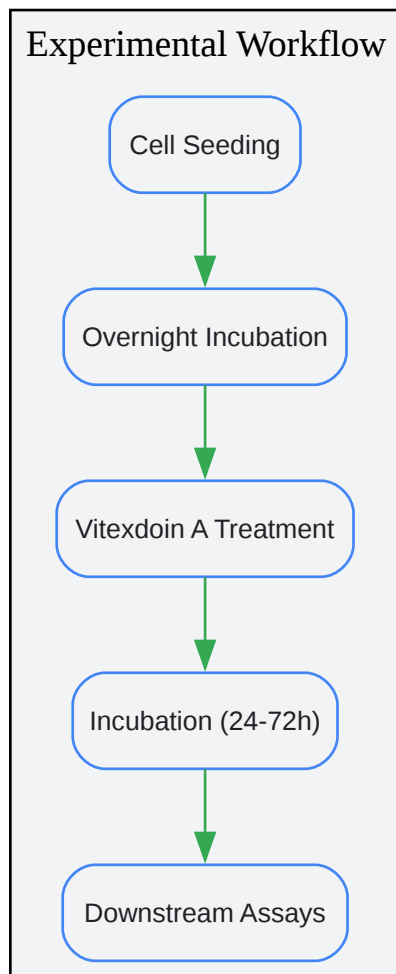 Experimental Workflow
Cell Seeding
Overnight Incubation
Vitexdoin A Treatment
Incubation (24-72h)
Downstream Assays